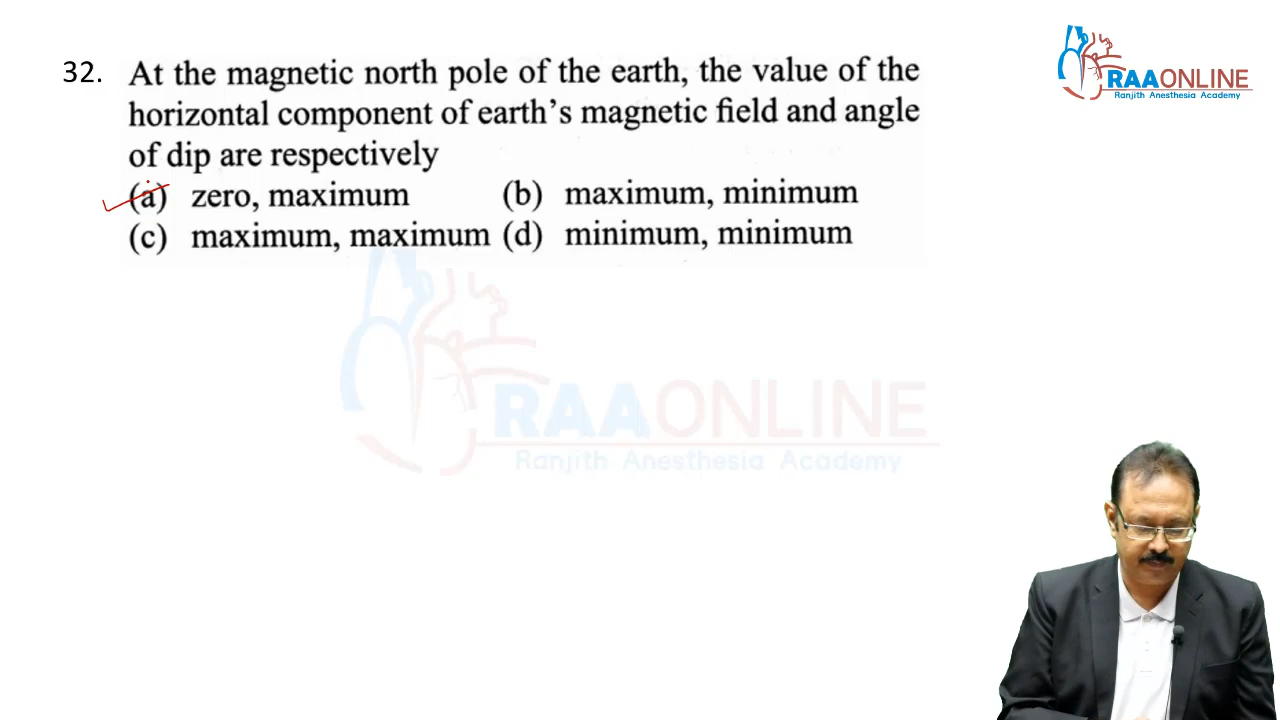 RAAONLINE
Ranjith Anesthesia Academy
32. At the magnetic north pole of the earth, the value of the
horizontal component of earth's magnetic field and angle
of dip are respectively
(a) zero, maximum (b) maximum, minimum
(c) maximum, maximum (d) minimum, minimum
RAAONLINE
Ranjith Anesthesia Academy